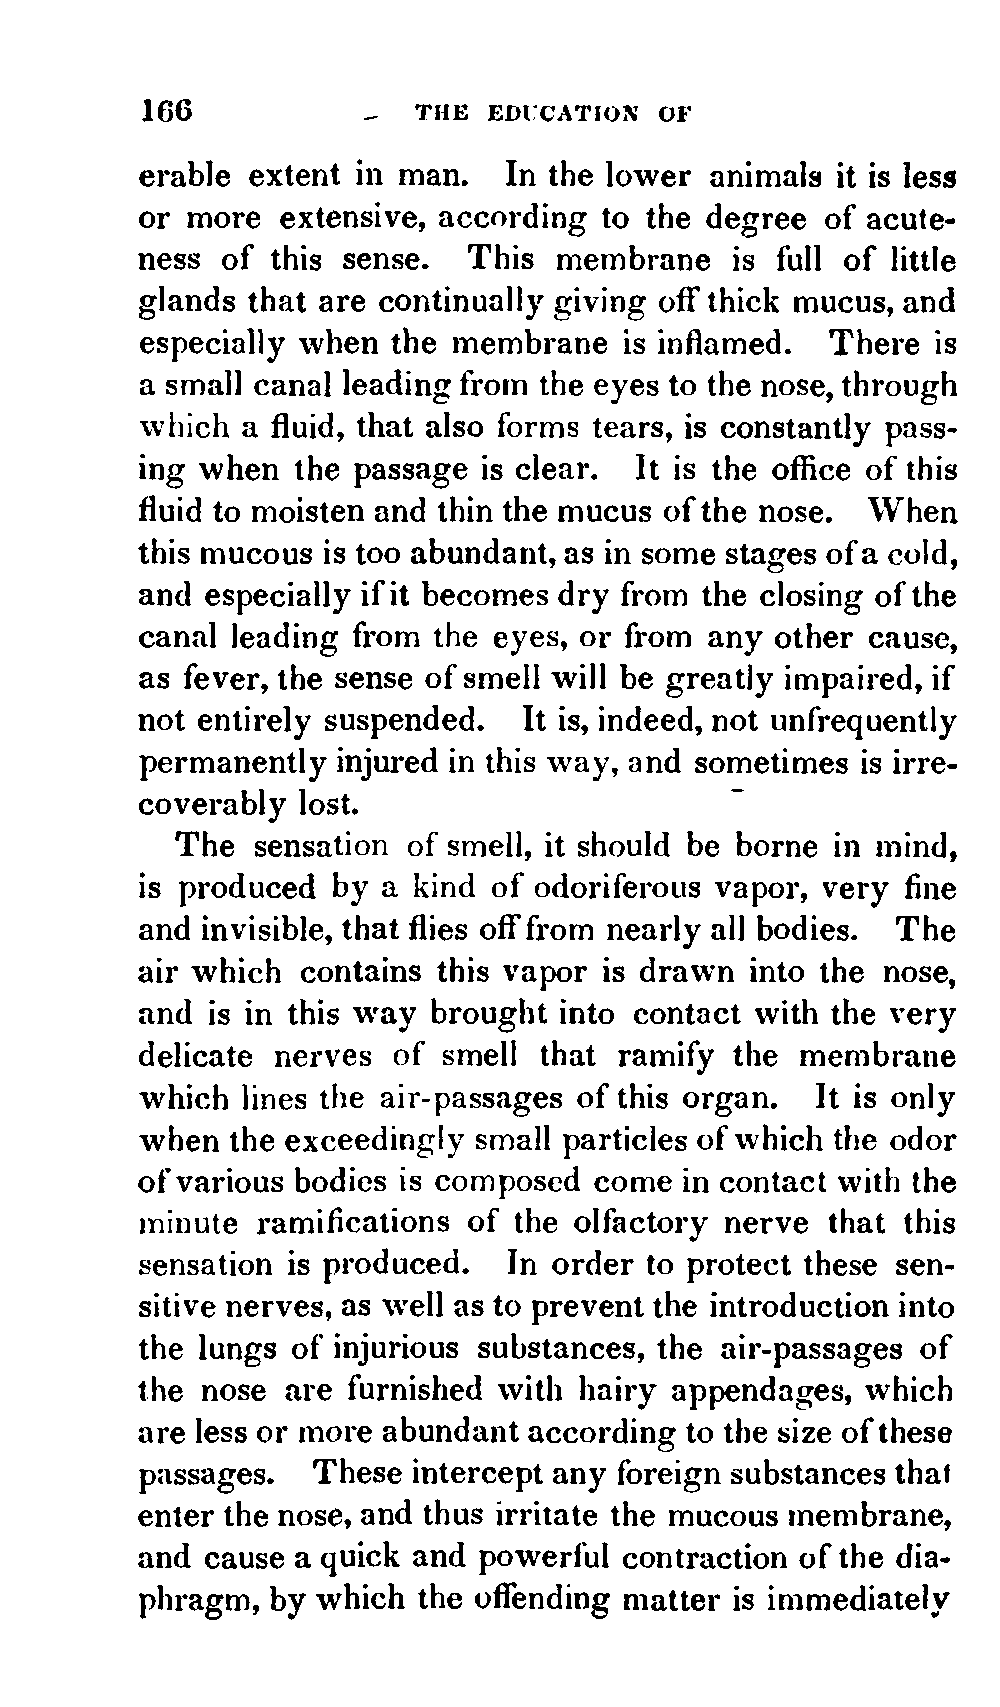 166 THE EDUCATION OF
erable extent in man. In the lower animals it is less
or more extensive, according to the degree of acute-
ness of this sense. This membrane is full of little
glands that are continually giving off thick mucus, and
especially when the membrane is inflamed. There is
a small canal leading from the eyes to the nose, through
which a fluid, that also forms tears, is constantly pass-
ing when the passage is clear. It is the office of this
fluid to moisten and thin the mucus of the nose. When
this mucous is too abundant, as in some stages of a cold,
and especially if it becomes dry from the closing of the
canal leading from the eyes, or from any other cause,
as fever, the sense of smell will be greatly impaired, if
not entirely suspended. It is, indeed, not unfrequently
permanently injured in this way, and sometimes is irre-
coverably lost.
The sensation of smell, it should be borne in mind,
is produced by a kind of odoriferous vapor, very fine
and invisible, that flies off from nearly all bodies. The
air which contains this vapor is drawn into the nose,
and is in this way brought into contact with the very
delicate nerves of smell that ramify the membrane
which lines the air-passages of this organ. It is only
when the exceedingly small particles of which the odor
of various bodies is composed come in contact with the
minute ramifications of the olfactory nerve that this
sensation is produced. In order to protect these sen-
sitive nerves, as well as to prevent the introduction into
the lungs of injurious substances, the air-passages of
the nose are furnished with hairy appendages, which
are less or more abundant according to the size of these
passages. These intercept any foreign substances that
enter the nose, and thus irritate the mucous membrane,
and cause a quick and powerful contraction of the dia-
phragm, by which the offending matter is immediately